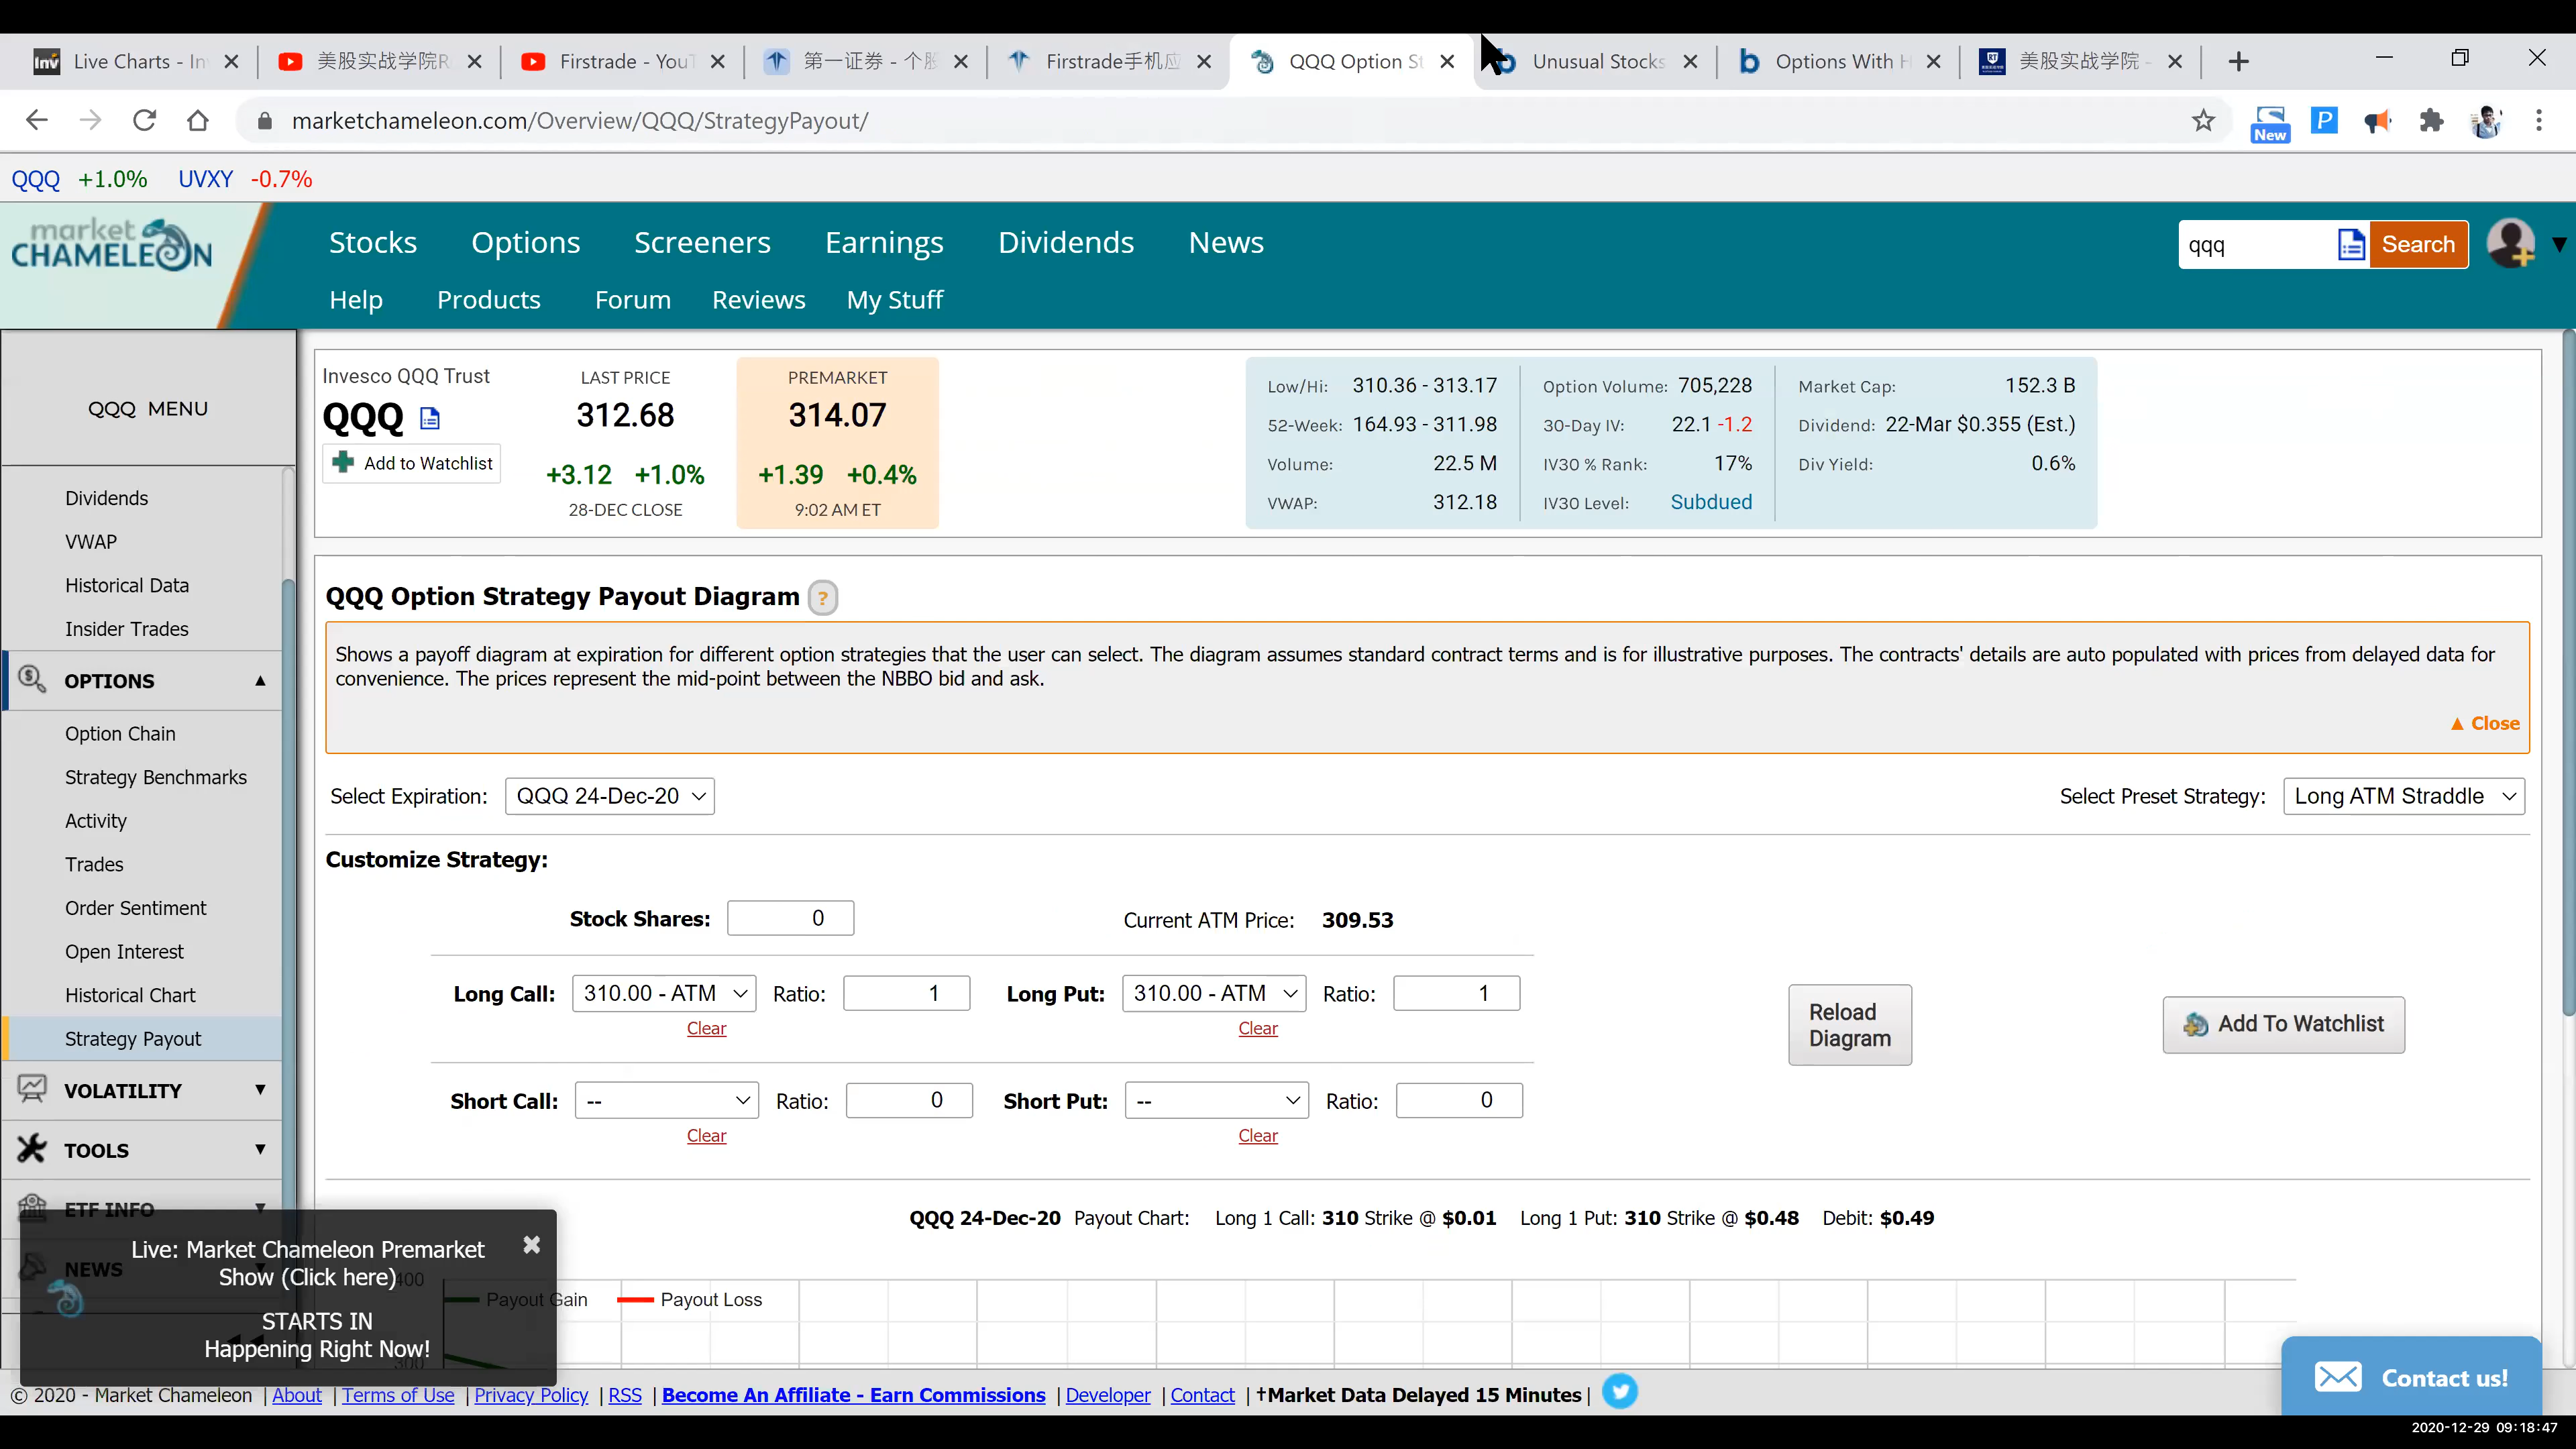 Live Charts - In
美股实战学院R
Firstrade - YouT
第一证券 - 个股
Firstrade手机应
QQQ Option St
Unusual Stocks
Options With H
美股实战学院 -
marketchameleon.com/Overview/QQQ/StrategyPayout/
New
QQQ +1.0% UVXY -0.7%
market CHAMELEON
Stocks Options Screeners Earnings Dividends News
qqq Search
Help Products Forum Reviews My Stuff
QQQ MENU
Dividends
VWAP
Historical Data
Insider Trades
OPTIONS
Option Chain
Strategy Benchmarks
Activity
Trades
Order Sentiment
Open Interest
Historical Chart
Strategy Payout
VOLATILITY
TOOLS
ETF INFO
NEWS
Invesco QQQ Trust
QQQ
Add to Watchlist
LAST PRICE
312.68
+3.12 +1.0%
28-DEC CLOSE
PREMARKET
314.07
+1.39 +0.4%
9:02 AM ET
Low/Hi: 310.36 - 313.17
52-Week: 164.93 - 311.98
Volume: 22.5 M
VWAP: 312.18
Option Volume: 705,228
30-Day IV: 22.1 -1.2
IV30 % Rank: 17%
IV30 Level: Subdued
Market Cap: 152.3 B
Dividend: 22-Mar $0.355 (Est.)
Div Yield: 0.6%
QQQ Option Strategy Payout Diagram ?
Shows a payoff diagram at expiration for different option strategies that the user can select. The diagram assumes standard contract terms and is for illustrative purposes. The contracts' details are auto populated with prices from delayed data for
convenience. The prices represent the mid-point between the NBBO bid and ask.
▲ Close
Select Expiration: QQQ 24-Dec-20
Select Preset Strategy: Long ATM Straddle
Customize Strategy:
Stock Shares: 0 Current ATM Price: 309.53
Long Call: 310.00 - ATM Ratio: 1 Long Put: 310.00 - ATM Ratio: 1
Clear Clear
Reload
Diagram
Add To Watchlist
Short Call: -- Ratio: 0 Short Put: -- Ratio: 0
Clear Clear
QQQ 24-Dec-20 Payout Chart: Long 1 Call: 310 Strike @ $0.01 Long 1 Put: 310 Strike @ $0.48 Debit: $0.49
400
Payout Gain Payout Loss
300
Live: Market Chameleon Premarket
Show (Click here)
STARTS IN
Happening Right Now!
Contact us!
© 2020 - Market Chameleon | About | Terms of Use | Privacy Policy | RSS | Become An Affiliate - Earn Commissions | Developer | Contact | †Market Data Delayed 15 Minutes |
2020-12-29 09:18:47